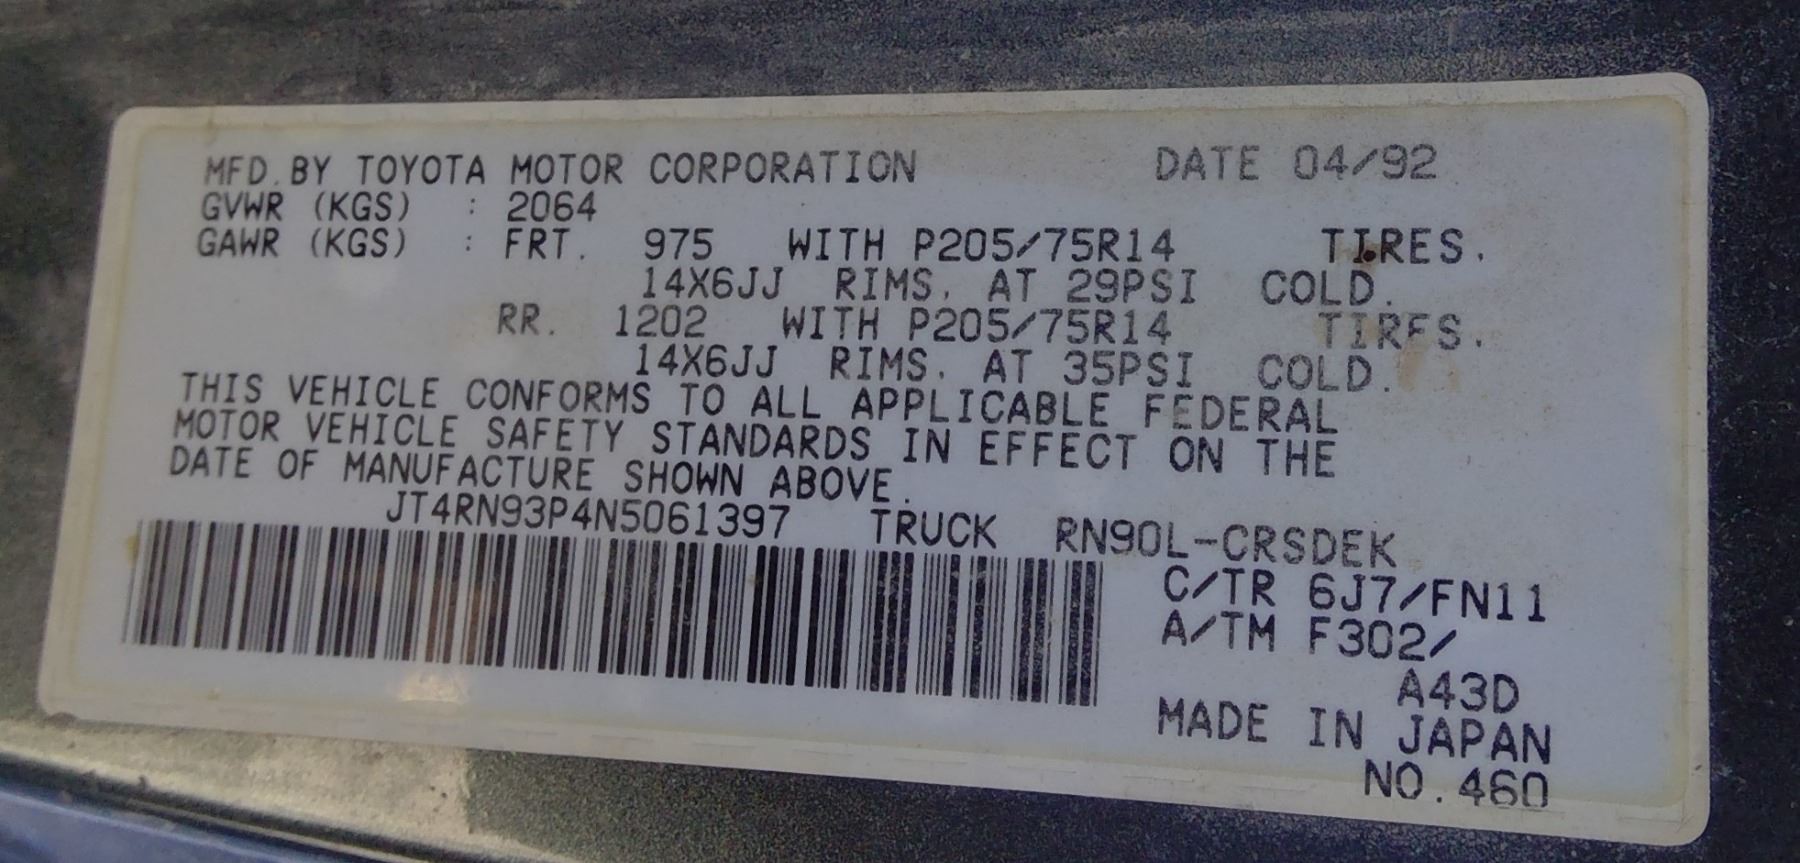 MFD.BY TOYOTA MOTOR CORPORATION DATE 04/92
GVWR (KGS) : 2064
GAWR (KGS) : FRT. 975 WITH P205/75R14 TIRES.
14X6JJ RIMS. AT 29PSI COLD.
RR. 1202 WITH P205/75R14 TIRES.
14X6JJ RIMS. AT 35PSI COLD.
THIS VEHICLE CONFORMS TO ALL APPLICABLE FEDERAL
MOTOR VEHICLE SAFETY STANDARDS IN EFFECT ON THE
DATE OF MANUFACTURE SHOWN ABOVE.
JT4RN93P4N5061397 TRUCK RN90L-CRSDEK
C/TR 6J7/FN11
A/TM F302/
A43D
MADE IN JAPAN
NO.460